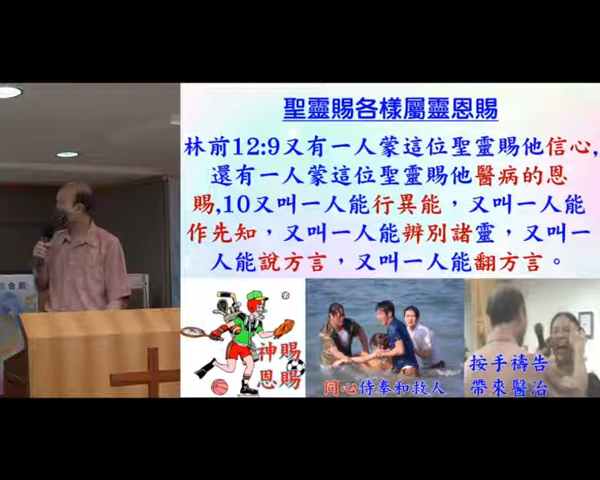 聖靈賜各樣屬靈恩賜
林前12:9又有一人蒙這位聖靈賜他信心,
還有一人蒙這位聖靈賜他醫病的恩
賜,10又叫一人能行異能，又叫一人能
作先知，又叫一人能辨別諸靈，又叫一
人能說方言，又叫一人能翻方言。
神賜
恩賜
同心侍奉和救人
按手禱告
帶來醫治